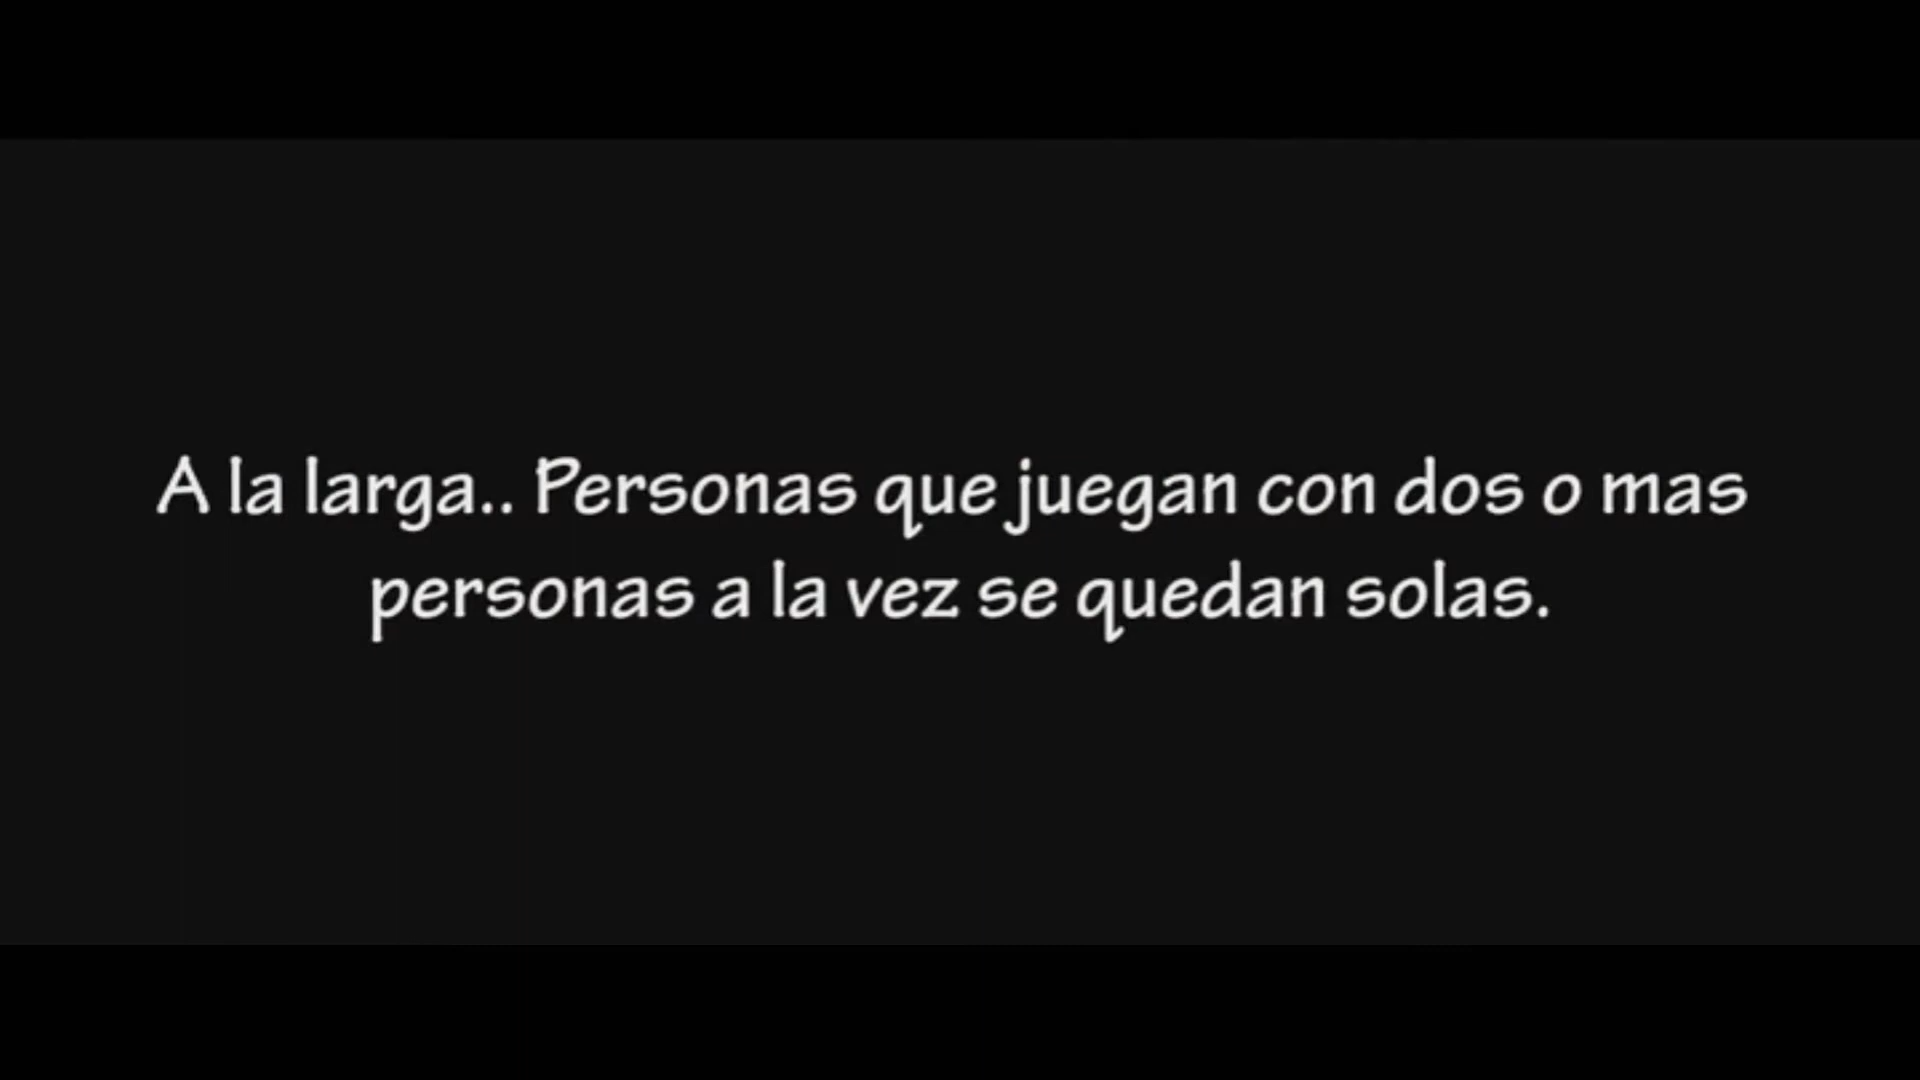 A la larga.. Personas que juegan con dos o mas
personas a la vez se quedan solas.